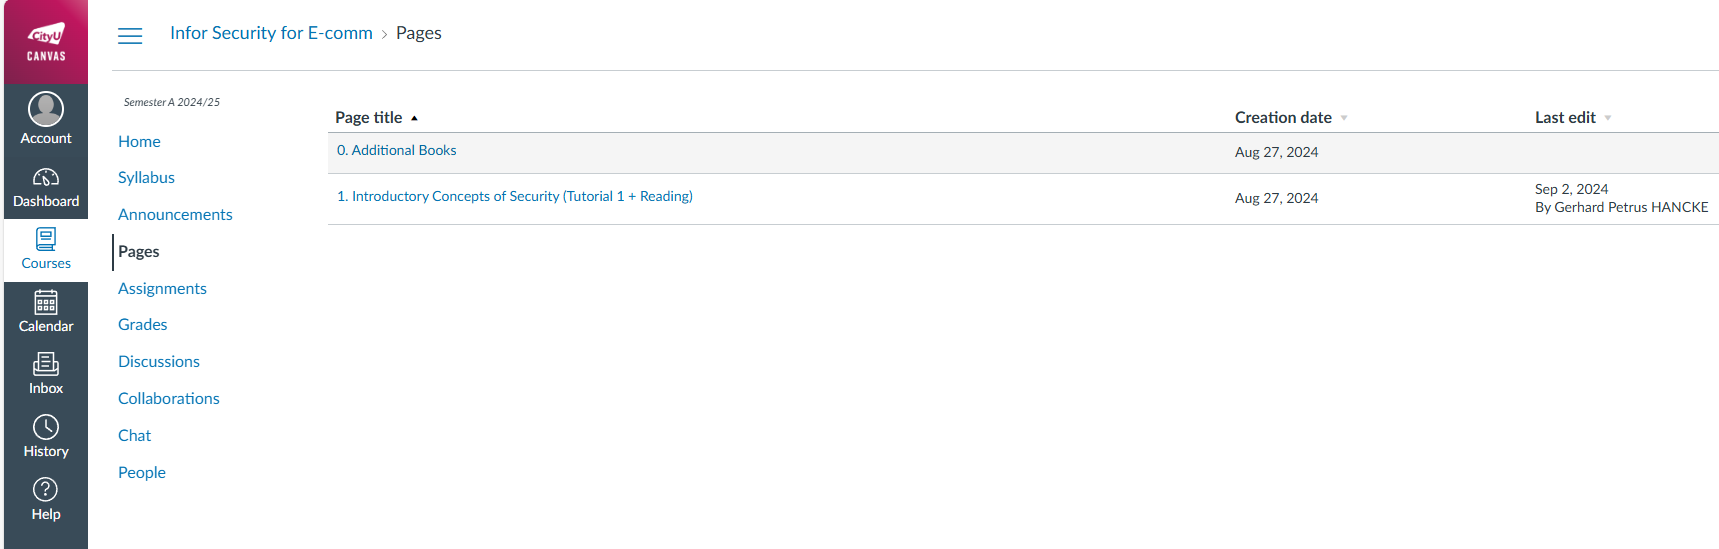 CityU
CANVAS
Account
Dashboard
Courses
Calendar
Inbox
History
Help
Infor Security for E-comm › Pages
Semester A 2024/25
Home
Syllabus
Announcements
Pages
Assignments
Grades
Discussions
Collaborations
Chat
People
Page title Creation date Last edit
0. Additional Books Aug 27, 2024
1. Introductory Concepts of Security (Tutorial 1 + Reading) Aug 27, 2024 Sep 2, 2024
By Gerhard Petrus HANCKE